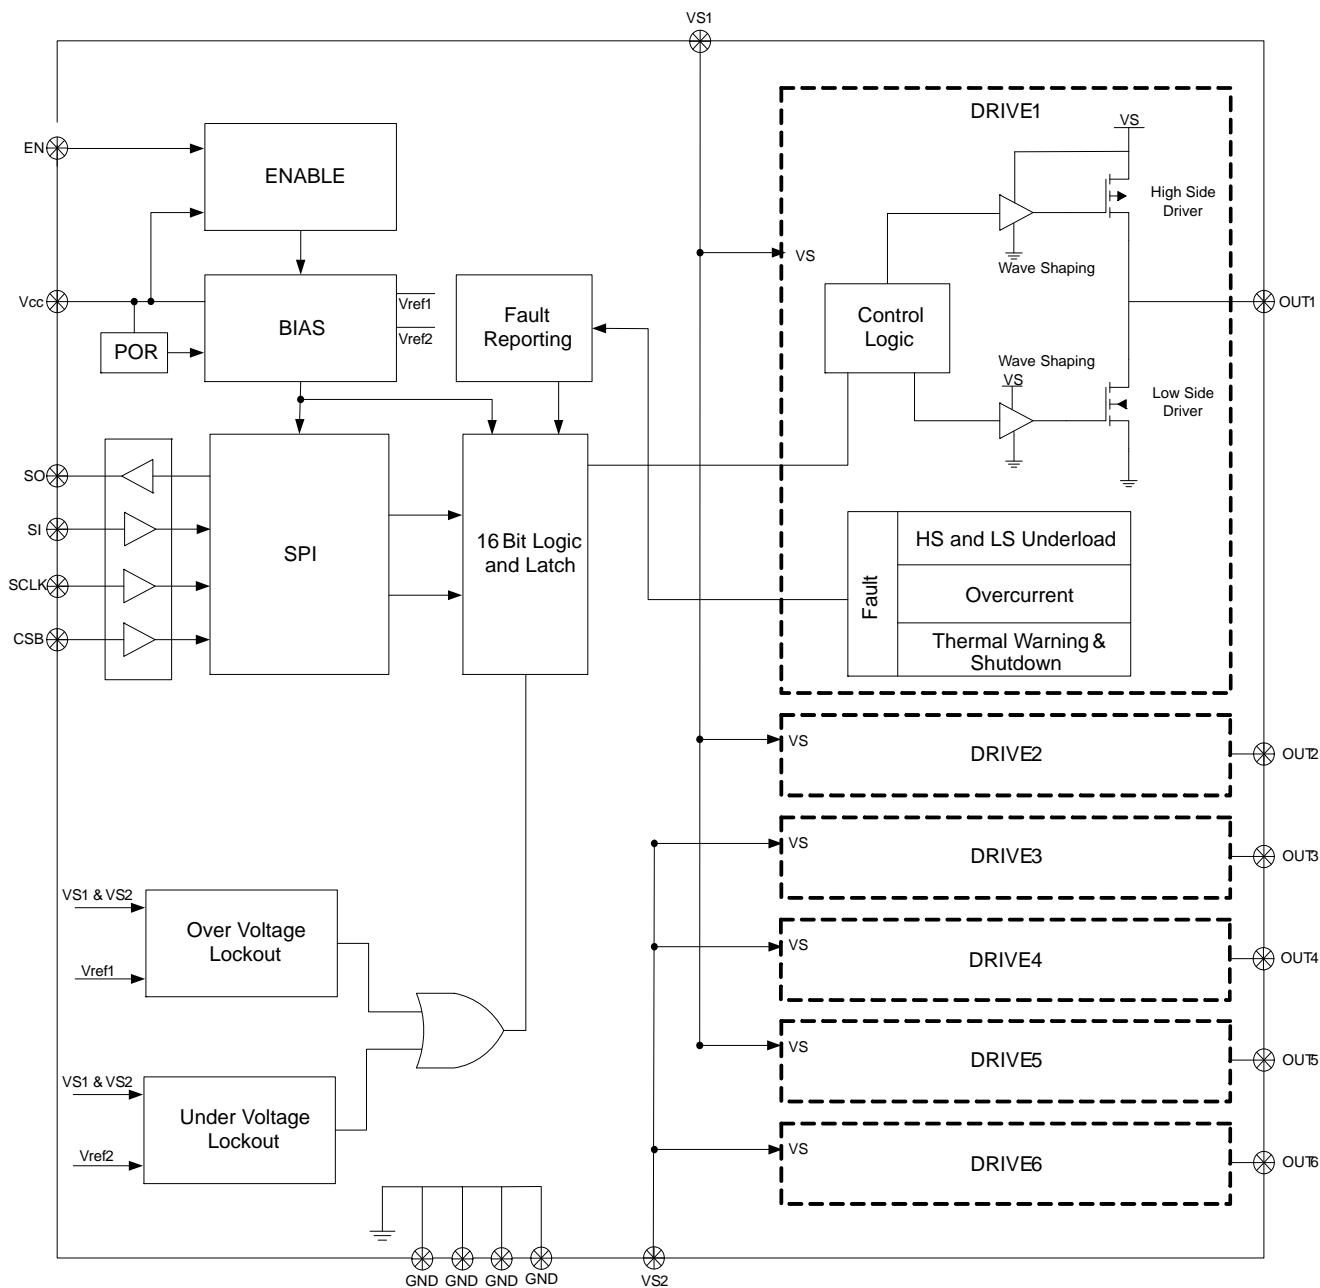 VS1
DRIVE1
VS
EN
ENABLE
High Side
Driver
VS
Wave Shaping
Vcc
Vref1
OUT1
BIAS
Fault
Reporting
Control
Logic
Vref2
POR
Wave Shaping
VS
Low Side
Driver
SO
SI
SPI
16 Bit Logic
and Latch
HS and LS Underload
SCLK
Fault
Overcurrent
CSB
Thermal Warning &
Shutdown
VS
DRIVE2
OUT2
VS
DRIVE3
OUT3
VS1 & VS2
Over Voltage
Lockout
Vref1
VS
DRIVE4
OUT4
VS
DRIVE5
OUT5
VS1 & VS2
Under Voltage
Lockout
Vref2
VS
DRIVE6
OUT6
GND
GND
GND
GND
VS2